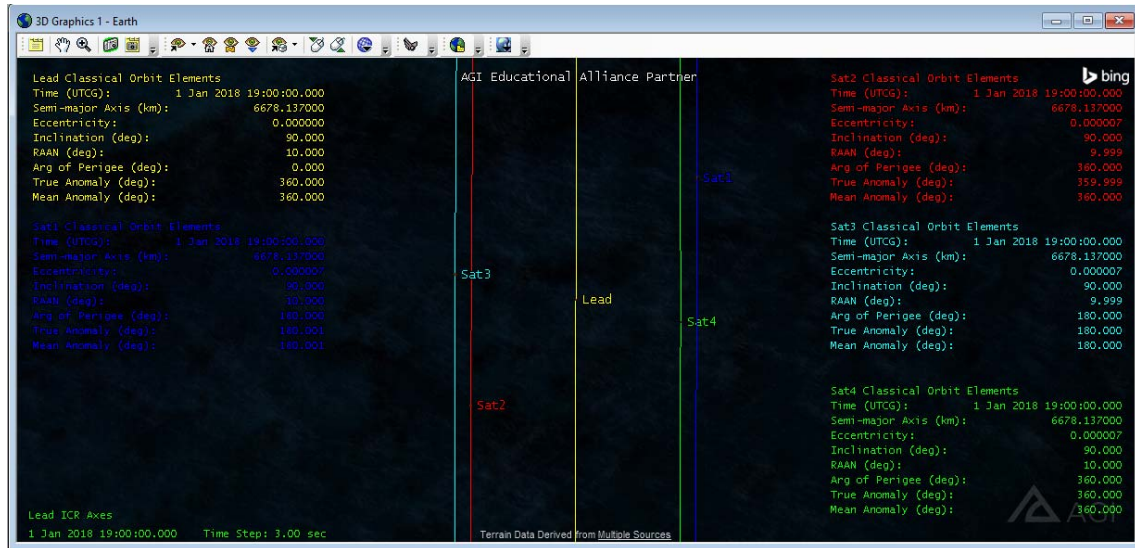 3D Graphics 1 - Earth
AGI Educational Alliance Partner
bing
Lead Classical Orbit Elements
Time (UTCG): 1 Jan 2018 19:00:00.000
Semi-major Axis (km): 6678.137000
Eccentricity: 0.000000
Inclination (deg): 90.000
RAAN (deg): 10.000
Arg of Perigee (deg): 0.000
True Anomaly (deg): 360.000
Mean Anomaly (deg): 360.000
Sat1 Classical Orbit Elements
Time (UTCG): 1 Jan 2018 19:00:00.000
Semi-major Axis (km): 6678.137000
Eccentricity: 0.000007
Inclination (deg): 90.000
RAAN (deg): 10.000
Arg of Perigee (deg): 180.000
True Anomaly (deg): 180.001
Mean Anomaly (deg): 180.001
Sat3
Lead
Sat4
Sat2
Sat2 Classical Orbit Elements
Time (UTCG): 1 Jan 2018 19:00:00.000
Semi-major Axis (km): 6678.137000
Eccentricity: 0.000007
Inclination (deg): 90.000
RAAN (deg): 9.999
Arg of Perigee (deg): 360.000
True Anomaly (deg): 359.999
Mean Anomaly (deg): 360.000
Sat3 Classical Orbit Elements
Time (UTCG): 1 Jan 2018 19:00:00.000
Semi-major Axis (km): 6678.137000
Eccentricity: 0.000007
Inclination (deg): 90.000
RAAN (deg): 9.999
Arg of Perigee (deg): 180.000
True Anomaly (deg): 180.000
Mean Anomaly (deg): 180.000
Sat4 Classical Orbit Elements
Time (UTCG): 1 Jan 2018 19:00:00.000
Semi-major Axis (km): 6678.137000
Eccentricity: 0.000007
Inclination (deg): 90.000
RAAN (deg): 10.000
Arg of Perigee (deg): 360.000
True Anomaly (deg): 360.000
Mean Anomaly (deg): 360.000
AGI
Lead ICR Axes
1 Jan 2018 19:00:00.000 Time Step: 3.00 sec
Terrain Data Derived from Multiple Sources